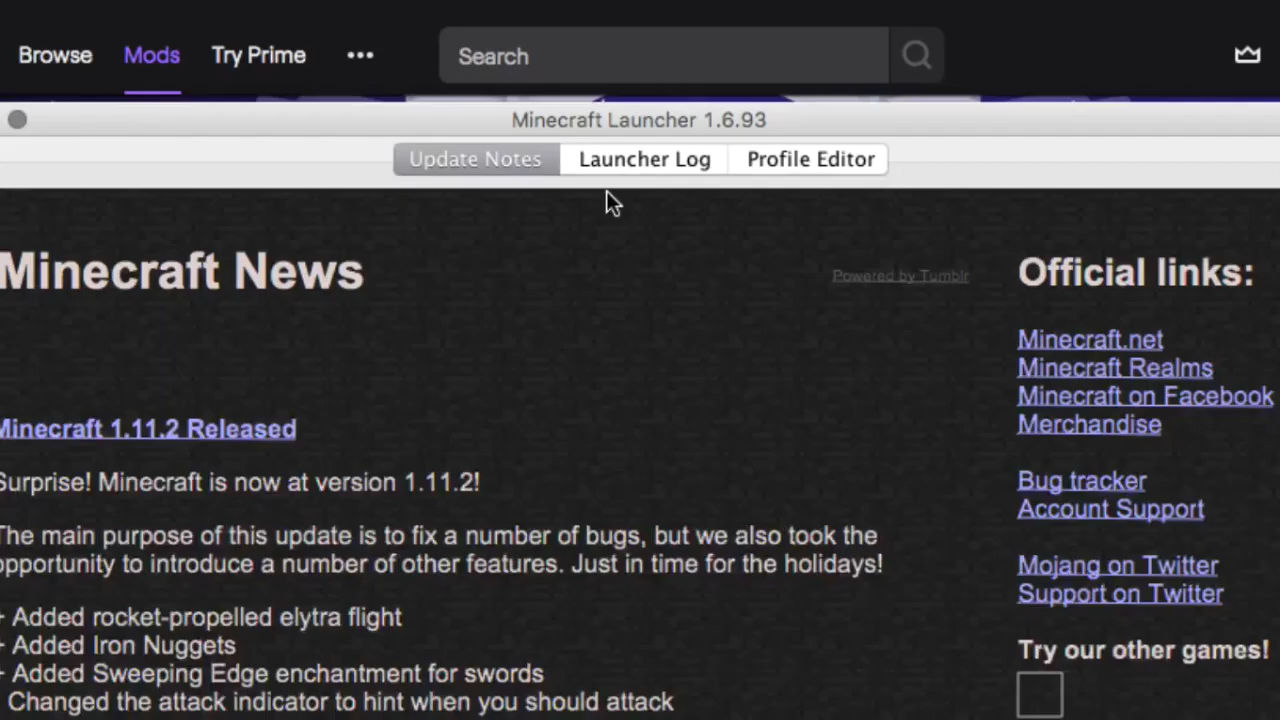 Browse Mods Try Prime ••• Search
Minecraft Launcher 1.6.93
Update Notes Launcher Log Profile Editor
Minecraft News
Powered by Tumblr
Minecraft 1.11.2 Released
Surprise! Minecraft is now at version 1.11.2!
The main purpose of this update is to fix a number of bugs, but we also took the
opportunity to introduce a number of other features. Just in time for the holidays!
+ Added rocket-propelled elytra flight
+ Added Iron Nuggets
+ Added Sweeping Edge enchantment for swords
Changed the attack indicator to hint when you should attack
Official links:
Minecraft.net
Minecraft Realms
Minecraft on Facebook
Merchandise
Bug tracker
Account Support
Mojang on Twitter
Support on Twitter
Try our other games!